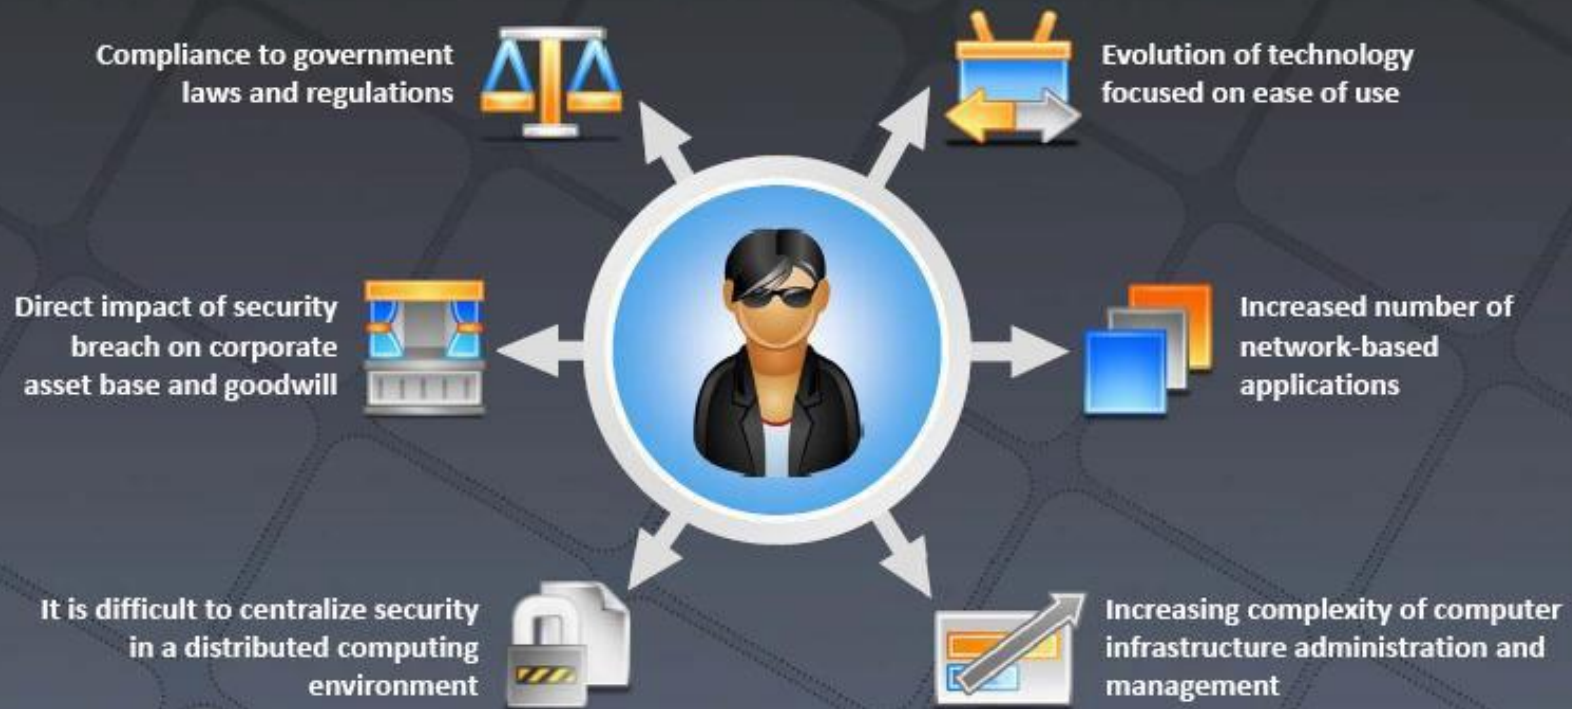 Compliance to government
laws and regulations
Evolution of technology
focused on ease of use
Direct impact of security
breach on corporate
asset base and goodwill
Increased number of
network-based
applications
It is difficult to centralize security
in a distributed computing
environment
Increasing complexity of computer
infrastructure administration and
management